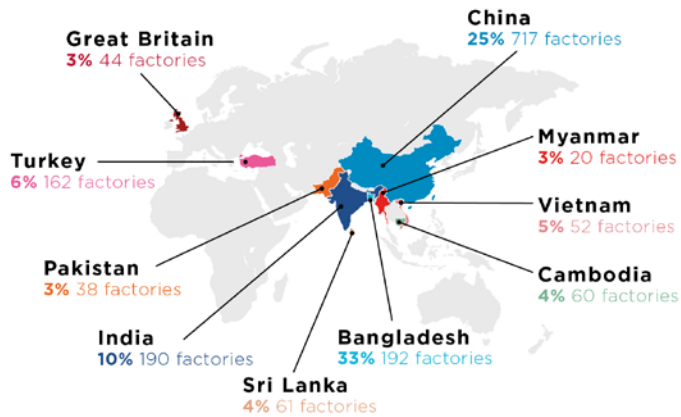 China
25% 717 factories
Great Britain
3% 44 factories
Myanmar
3% 20 factories
Turkey
6% 162 factories
Vietnam
5% 52 factories
Pakistan
3% 38 factories
Cambodia
4% 60 factories
India
10% 190 factories
Bangladesh
33% 192 factories
Sri Lanka
4% 61 factories